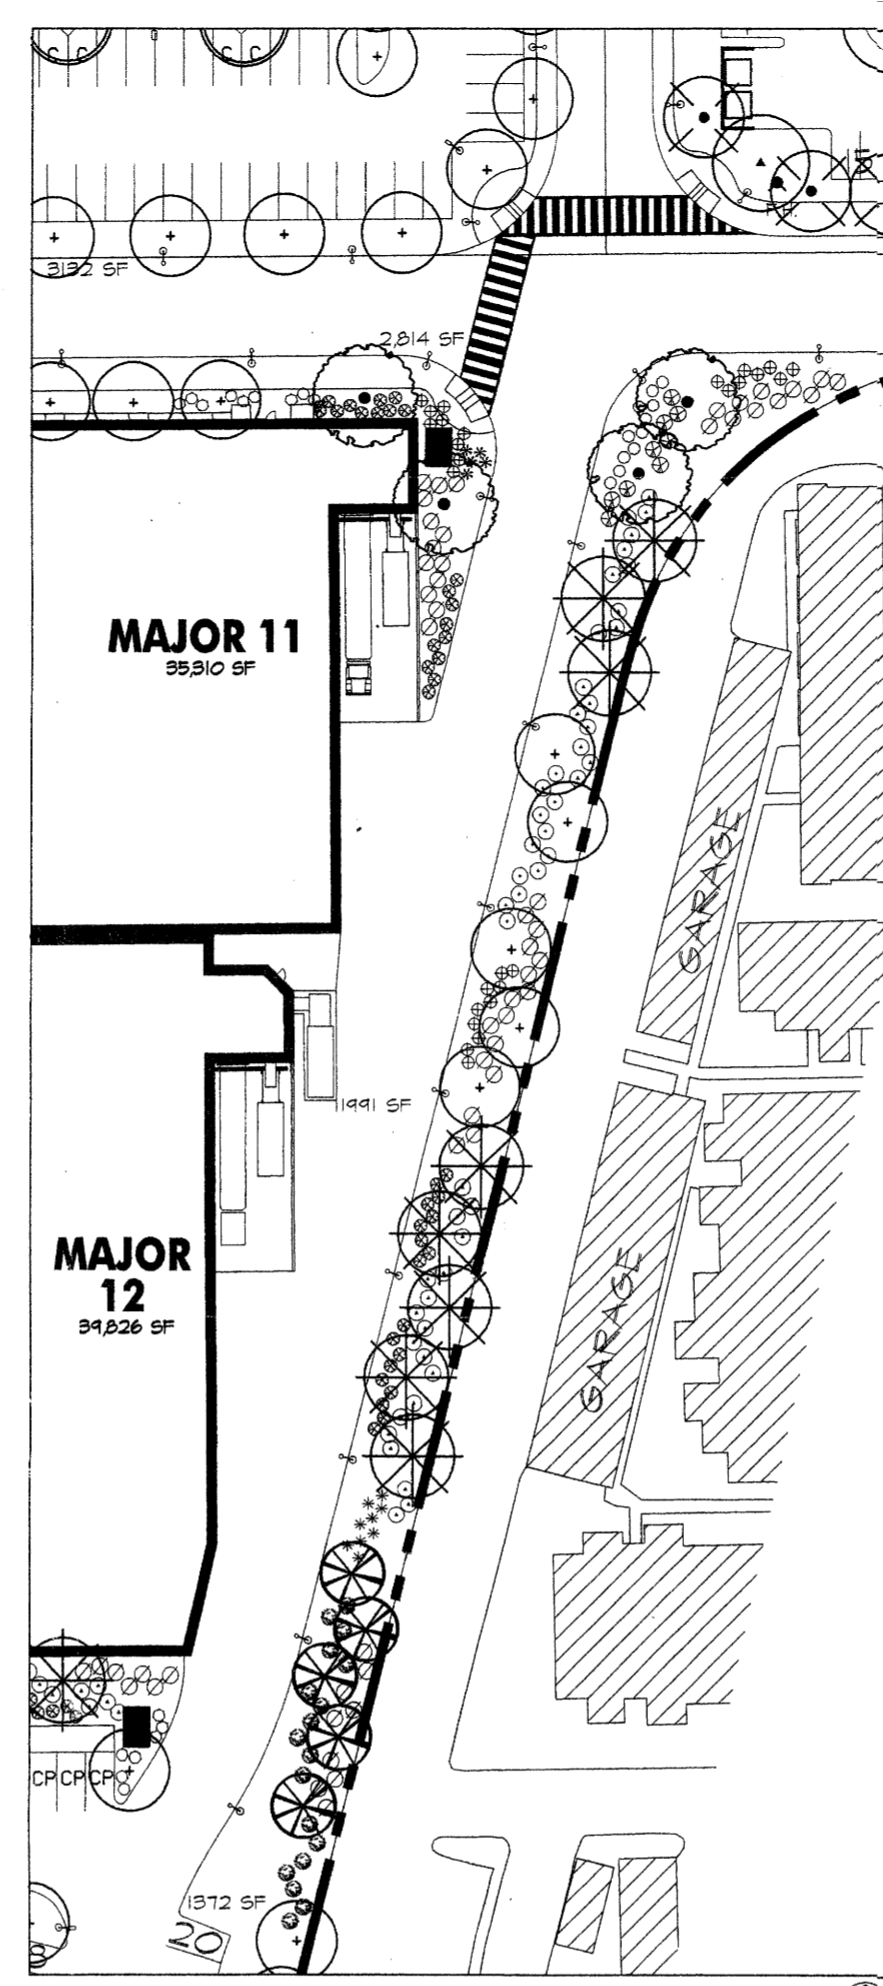 3132 SF
2,814 SF
MAJOR 11
35,310 SF
GARAGE
1991 SF
MAJOR
12
39,826 SF
GARAGE
CP CP CP
1372 SF
20